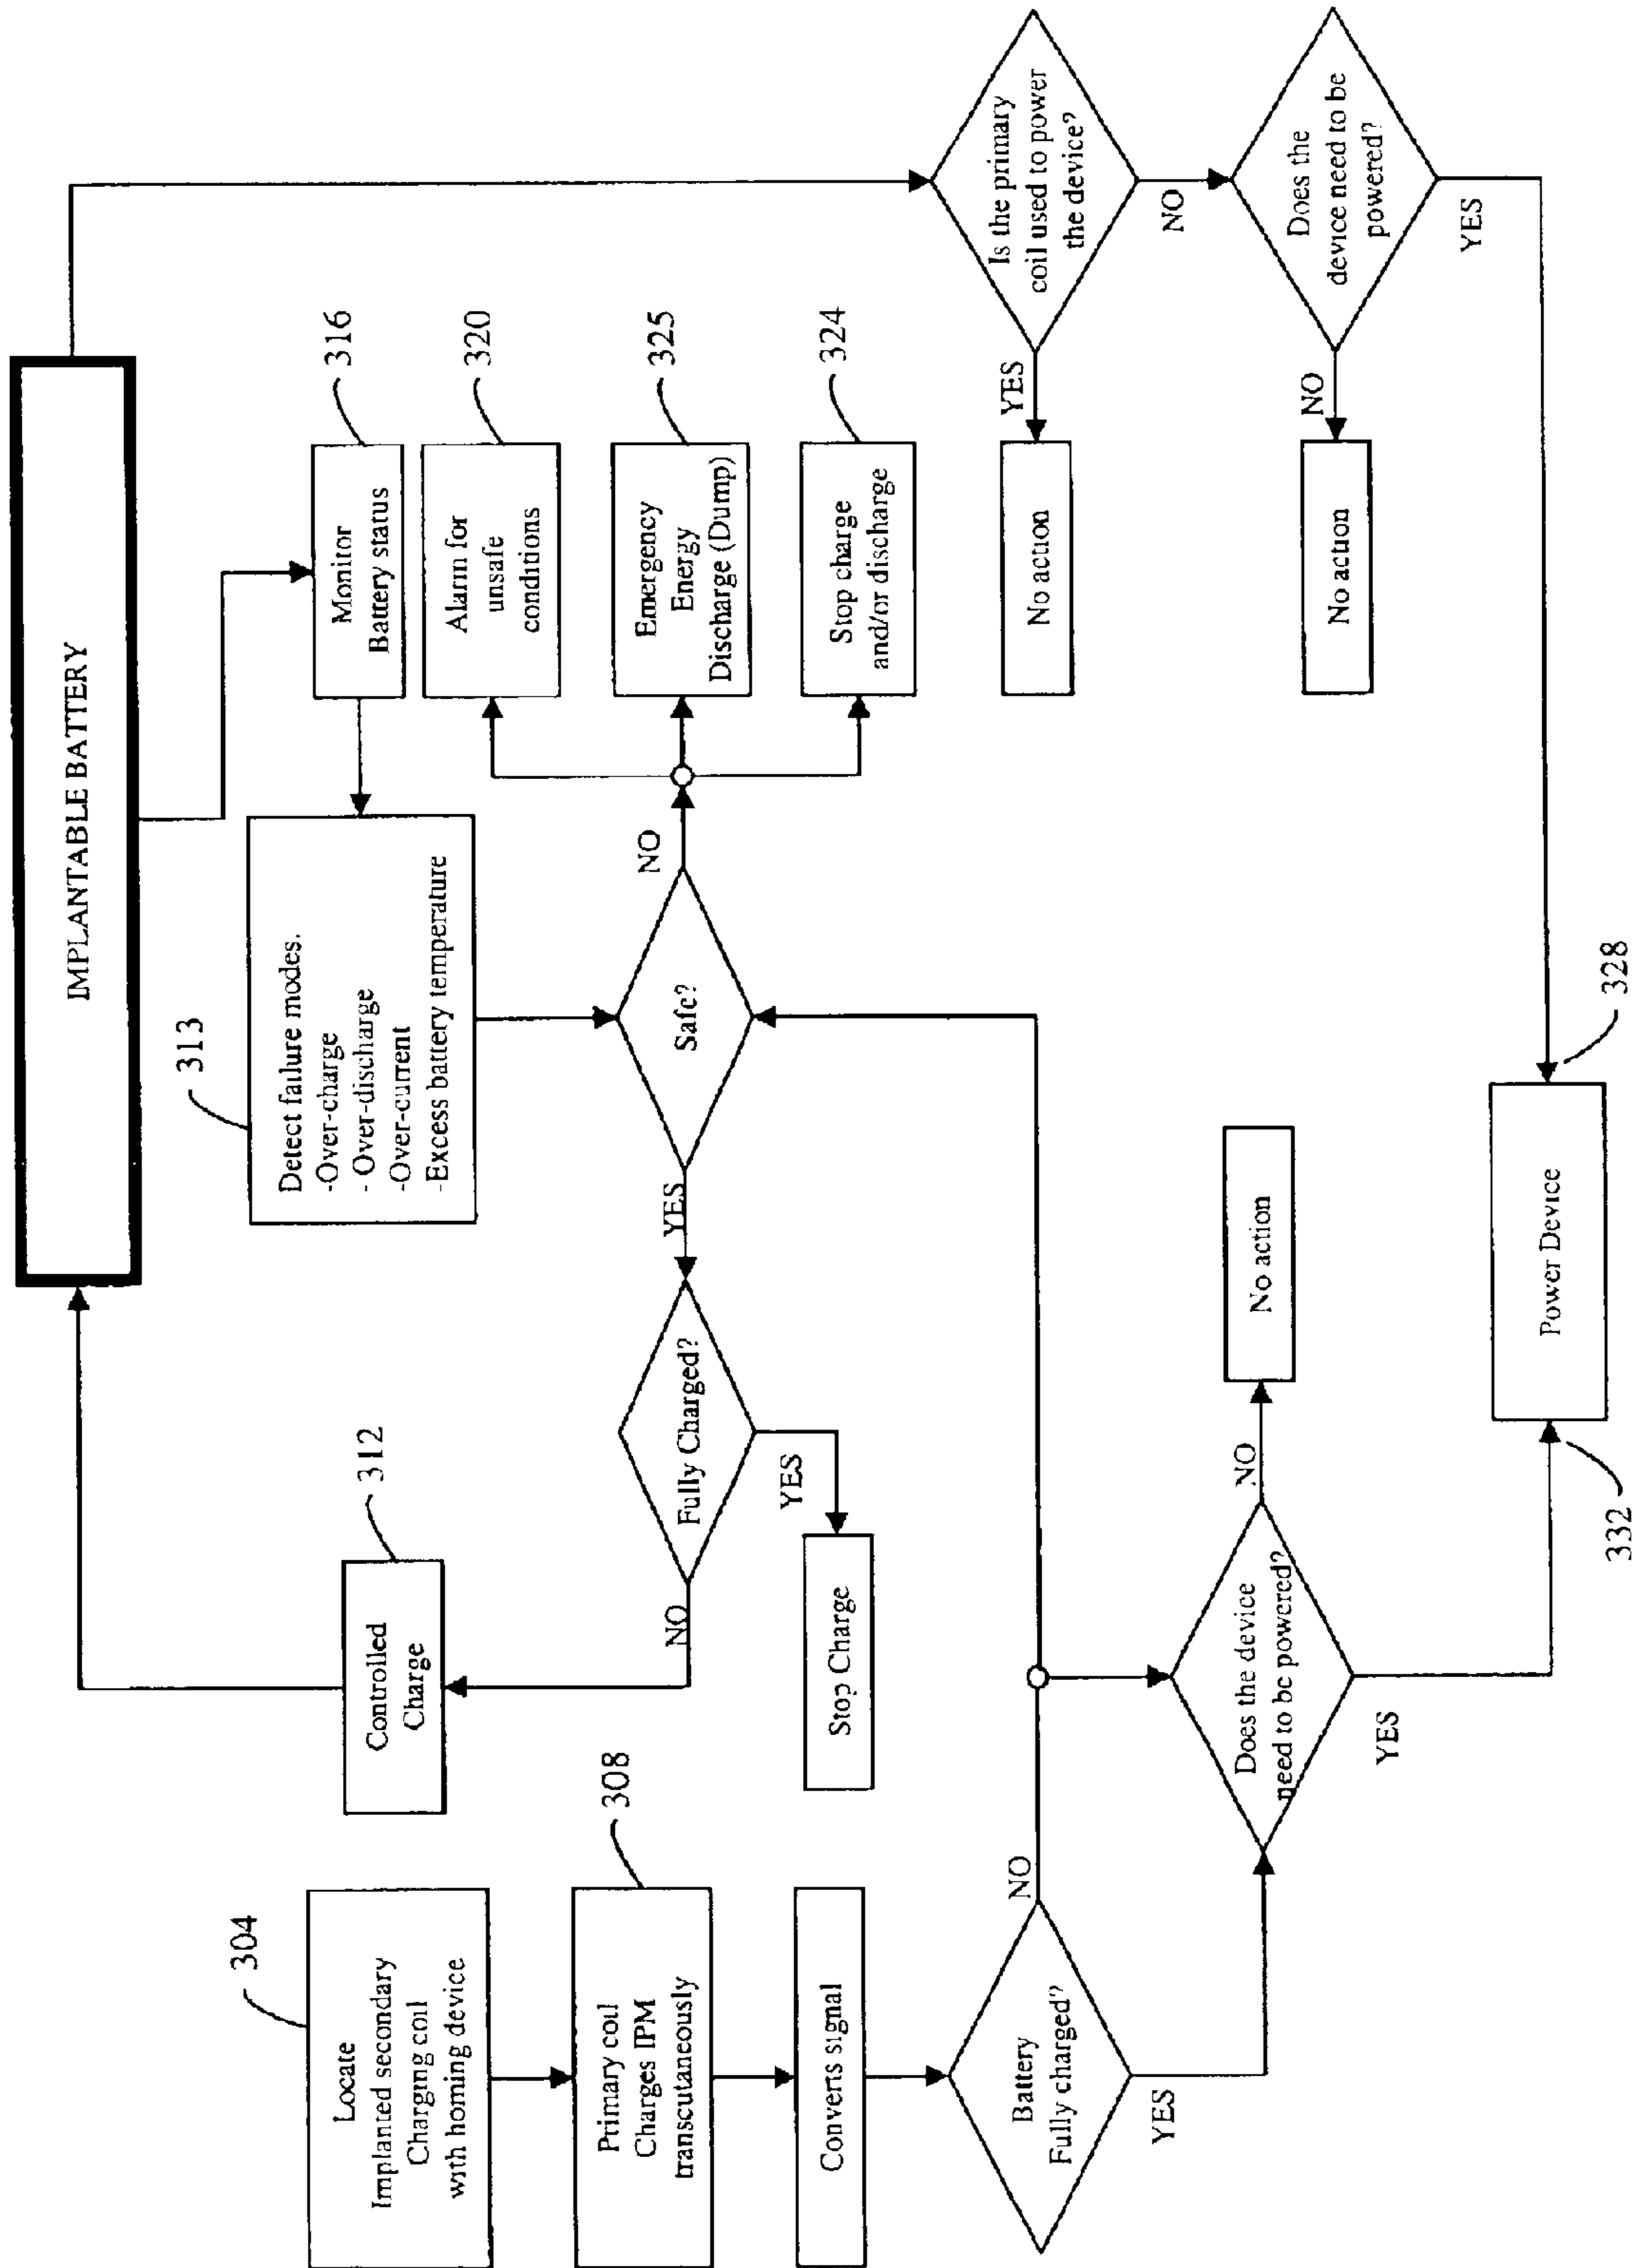 IMPLANTABLE BATTERY
304
Locate
Implanted secondary
Charging coil
with homing device
308
Primary coil
Charges IPM
transcutaneously
Converts signal
Battery
Fully charged?
NO
YES
312
Controlled
Charge
NO
Fully Charged?
YES
Stop Charge
YES
313
Detect failure modes.
-Over-charge
- Over-discharge
-Over-current
-Excess battery temperature
Safe?
NO
316
Monitor
Battery status
320
Alarm for
unsafe
conditions
325
Emergency
Energy
Discharge (Dump)
324
Stop charge
and/or discharge
Is the primary
coil used to power
the device?
YES
No action
NO
Does the
device need to be
powered?
NO
No action
YES
Does the device
need to be powered?
NO
No action
YES
332
Power Device
328